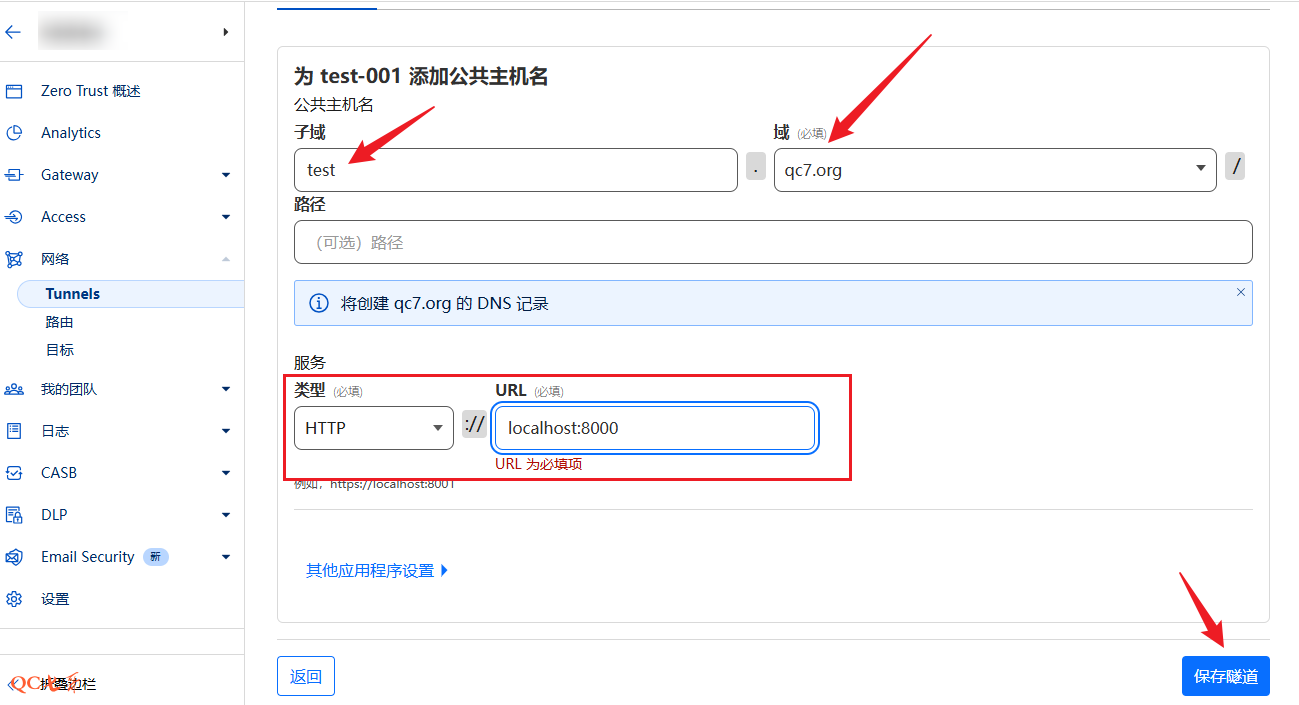 Zero Trust 概述
Analytics
Gateway
Access
网络
Tunnels
路由
目标
我的团队
日志
CASB
DLP
Email Security 新
设置
折叠边栏
为 test-001 添加公共主机名
公共主机名
子域
域 (必填)
test
.
qc7.org
/
路径
（可选）路径
将创建 qc7.org 的 DNS 记录
服务
类型 (必填)
URL (必填)
HTTP
://
localhost:8000
URL 为必填项
例如，https://localhost:8001
其他应用程序设置
返回
保存隧道